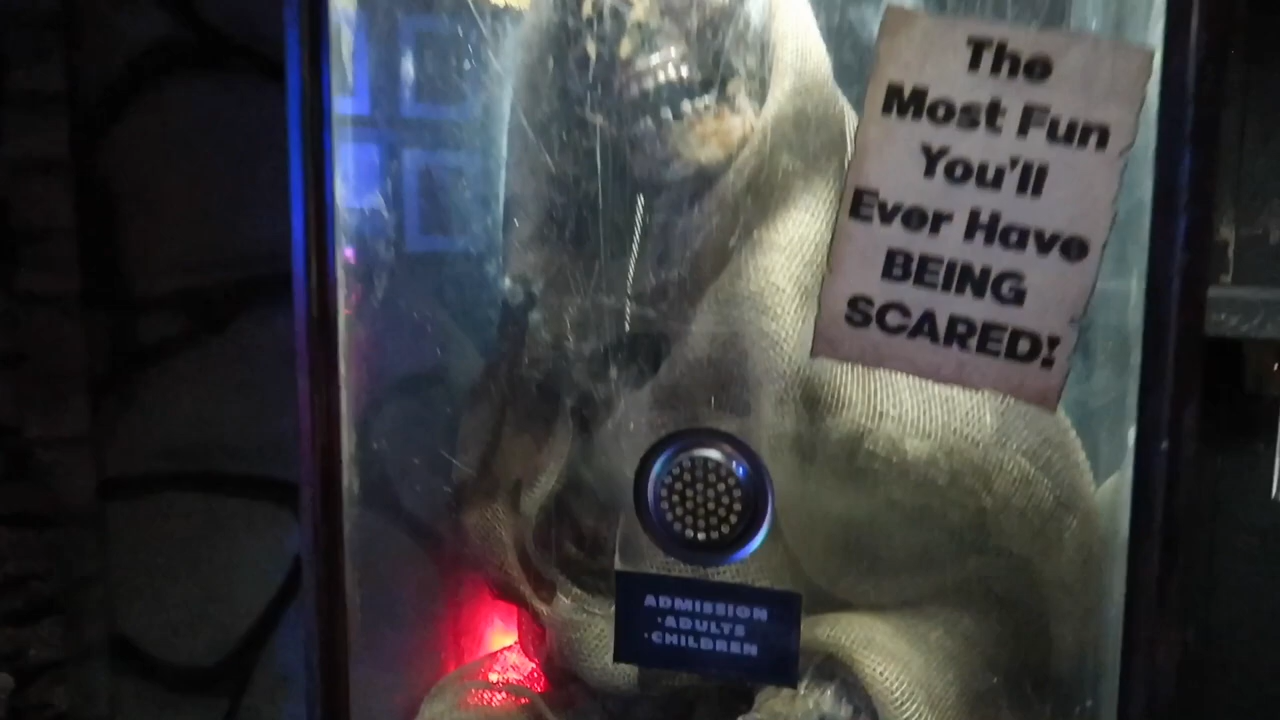 The
Most Fun
You'll
Ever Have
BEING
SCARED!
ADMISSION
·ADULTS
·CHILDREN